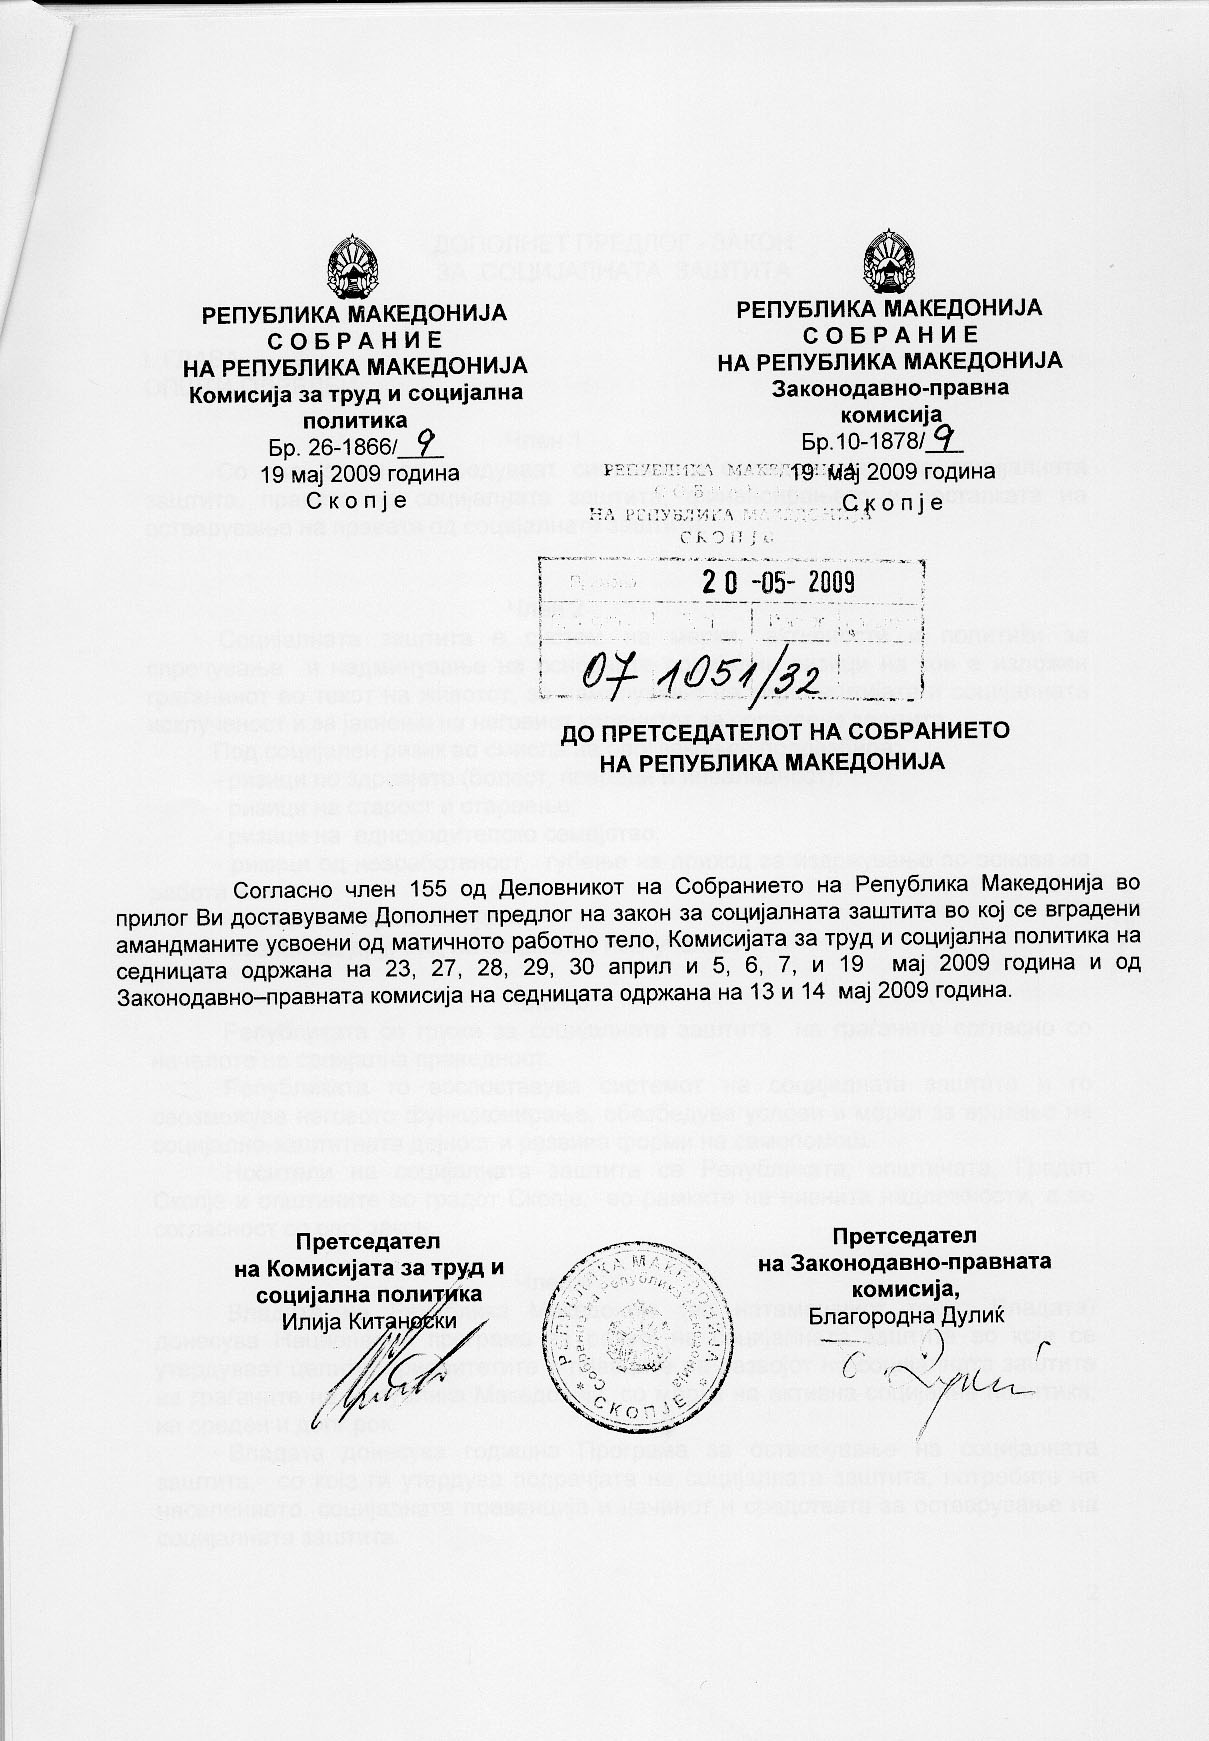 РЕПУБЛИКА МАКЕДОНИЈА
С О Б Р А Н И Е
НА РЕПУБЛИКА МАКЕДОНИЈА
Комисија за труд и социјална
политика
Бр. 26-1866/ 9
19 мај 2009 година
С к о п ј е
РЕПУБЛИКА МАКЕДОНИЈА
С О Б Р А Н И Е
НА РЕПУБЛИКА МАКЕДОНИЈА
Законодавно-правна
комисија
Бр.10-1878/ 9
19 мај 2009 година
С к о п ј е
РЕПУБЛИКА МАКЕДОНИЈА
НА РЕПУБЛИКА МАКЕДОНИЈА
СКОПЈЕ
20 -05- 2009
07 1051/32
ДО ПРЕТСЕДАТЕЛОТ НА СОБРАНИЕТО
НА РЕПУБЛИКА МАКЕДОНИЈА
Согласно член 155 од Деловникот на Собранието на Република Македонија во
прилог Ви доставуваме Дополнет предлог на закон за социјалната заштита во кој се вградени
амандманите усвоени од матичното работно тело, Комисијата за труд и социјална политика на
седницата одржана на 23, 27, 28, 29, 30 април и 5, 6, 7, и 19 мај 2009 година и од
Законодавно–правната комисија на седницата одржана на 13 и 14 мај 2009 година.
Претседател
на Комисијата за труд и
социјална политика
Илија Китаноски
РЕПУБЛИКА МАКЕДОНИЈА
Собрание на Република Македонија
* СКОПЈЕ *
Претседател
на Законодавно-правната
комисија,
Благородна Дулиќ